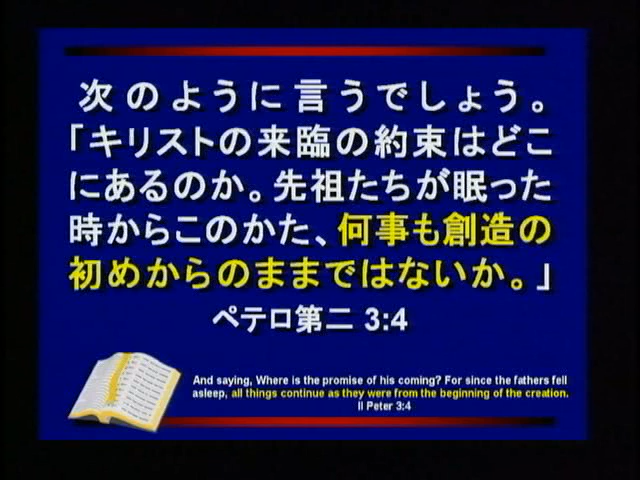 次のように言うでしょう。
「キリストの来臨の約束はどこ
にあるのか。先祖たちが眠った
時からこのかた、何事も創造の
初めからのままではないか。」
ペテロ第二 3:4
And saying, Where is the promise of his coming? For since the fathers fell
asleep, all things continue as they were from the beginning of the creation.
II Peter 3:4